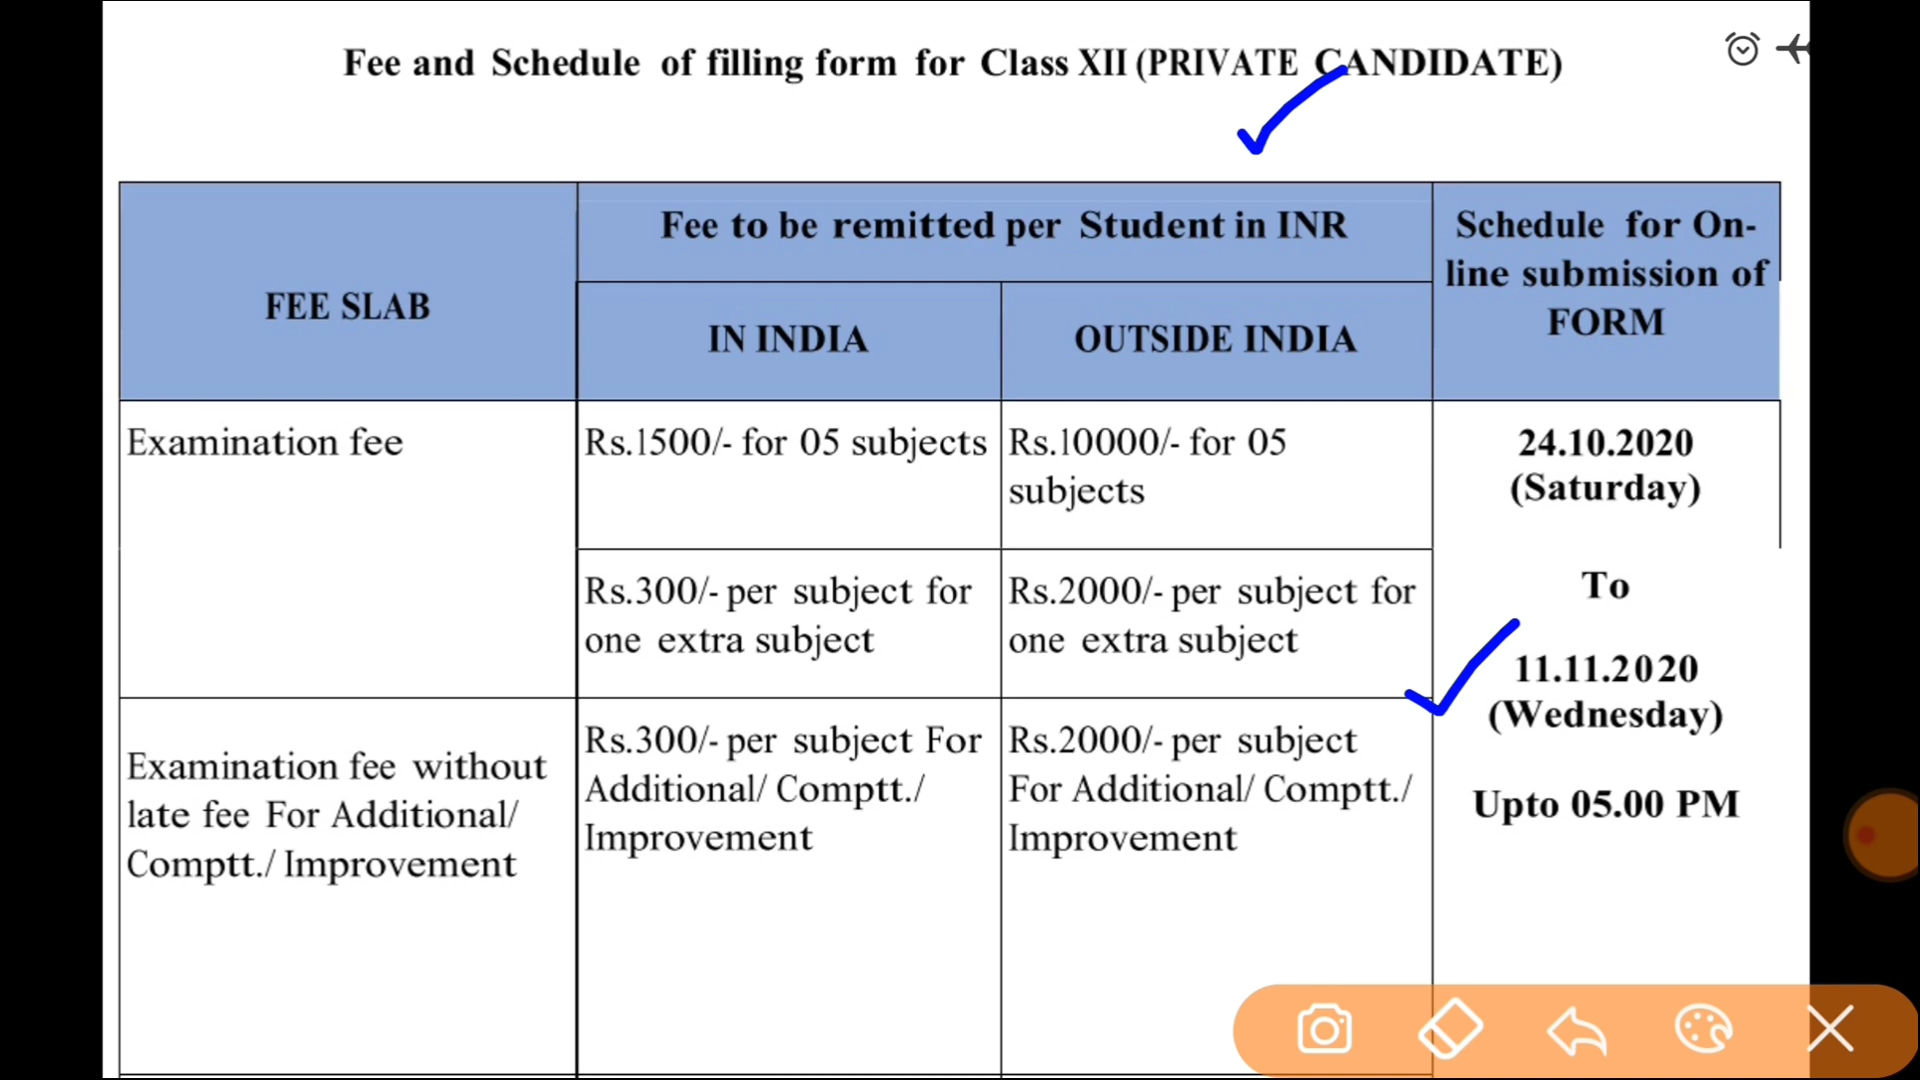 Fee and Schedule of filling form for Class XII (PRIVATE CANDIDATE)
FEE SLAB
Fee to be remitted per Student in INR
Schedule for On-
line submission of
FORM
IN INDIA
OUTSIDE INDIA
Examination fee
Rs.1500/- for 05 subjects
Rs.10000/- for 05
subjects
24.10.2020
(Saturday)
To
11.11.2020
(Wednesday)
Upto 05.00 PM
Rs.300/- per subject for
one extra subject
Rs.2000/- per subject for
one extra subject
Examination fee without
late fee For Additional/
Comptt./ Improvement
Rs.300/- per subject For
Additional/ Comptt./
Improvement
Rs.2000/- per subject
For Additional/ Comptt./
Improvement